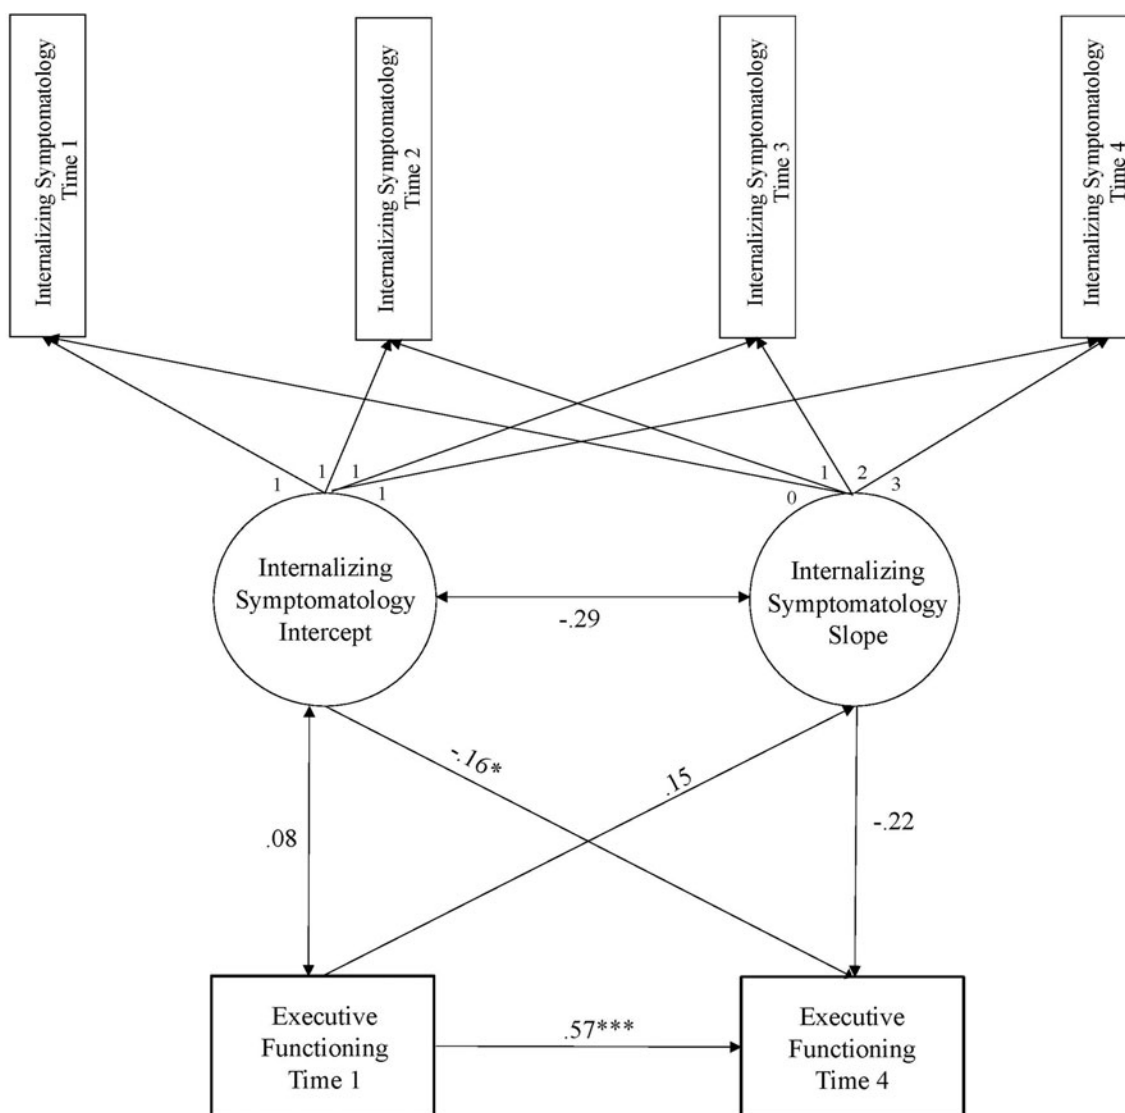 Internalizing Symptomatology
Time 1
Internalizing Symptomatology
Time 2
Internalizing Symptomatology
Time 3
Internalizing Symptomatology
Time 4
1
1
1
1
0
1
2
3
Internalizing
Symptomatology
Intercept
-.29
Internalizing
Symptomatology
Slope
-.16*
.15
.08
-.22
Executive
Functioning
Time 1
.57***
Executive
Functioning
Time 4